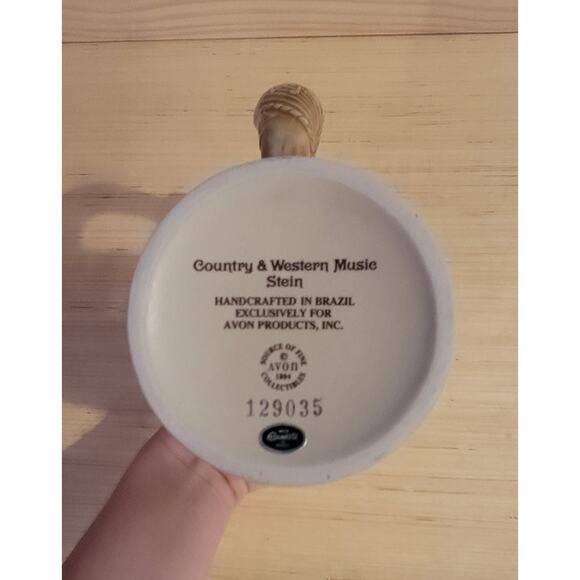 Country & Western Music
Stein
HANDCRAFTED IN BRAZIL
EXCLUSIVELY FOR
AVON PRODUCTS, INC.
SOURCE OF FINE
©
AVON
1994
COLLECTIBLES
129035